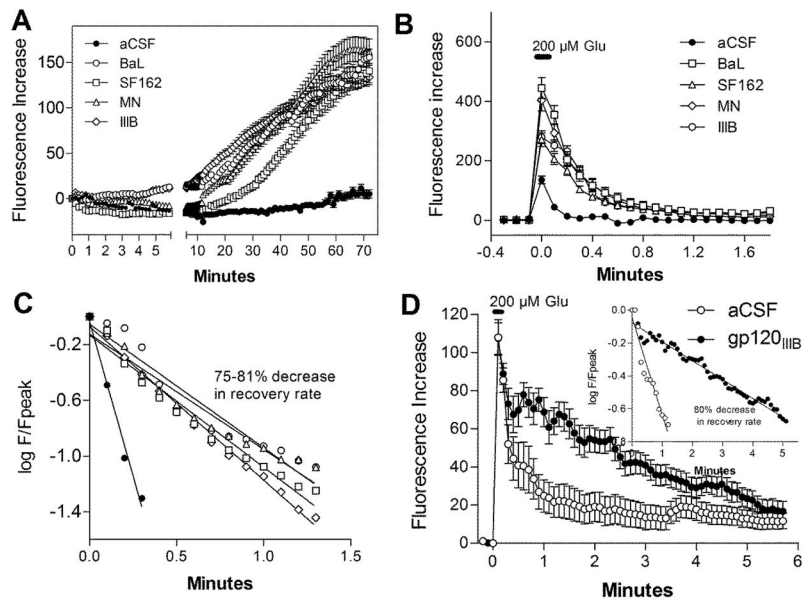 A
Fluorescence Increase
150
100
50
0
aCSF
BaL
SF162
MN
IIIB
0 1 2 3 4 5 10 20 30 40 50 60 70
Minutes
B
Fluorescence increase
600
400
200
0
200 µM Glu
aCSF
BaL
SF162
MN
IIIB
-0.4 0.0 0.4 0.8 1.2 1.6
Minutes
C
log F/Fpeak
-0.2
-0.6
-1.0
-1.4
75-81% decrease
in recovery rate
0.0 0.5 1.0 1.5
Minutes
D
Fluorescence Increase
120
100
80
60
40
20
0
200 µM Glu
aCSF
gp120IIIB
log F/Fpeak
0.0
-0.2
-0.4
-0.6
-.8
80% decrease
in recovery rate
0 1 2 3 4 5
Minutes
0 1 2 3 4 5 6
Minutes